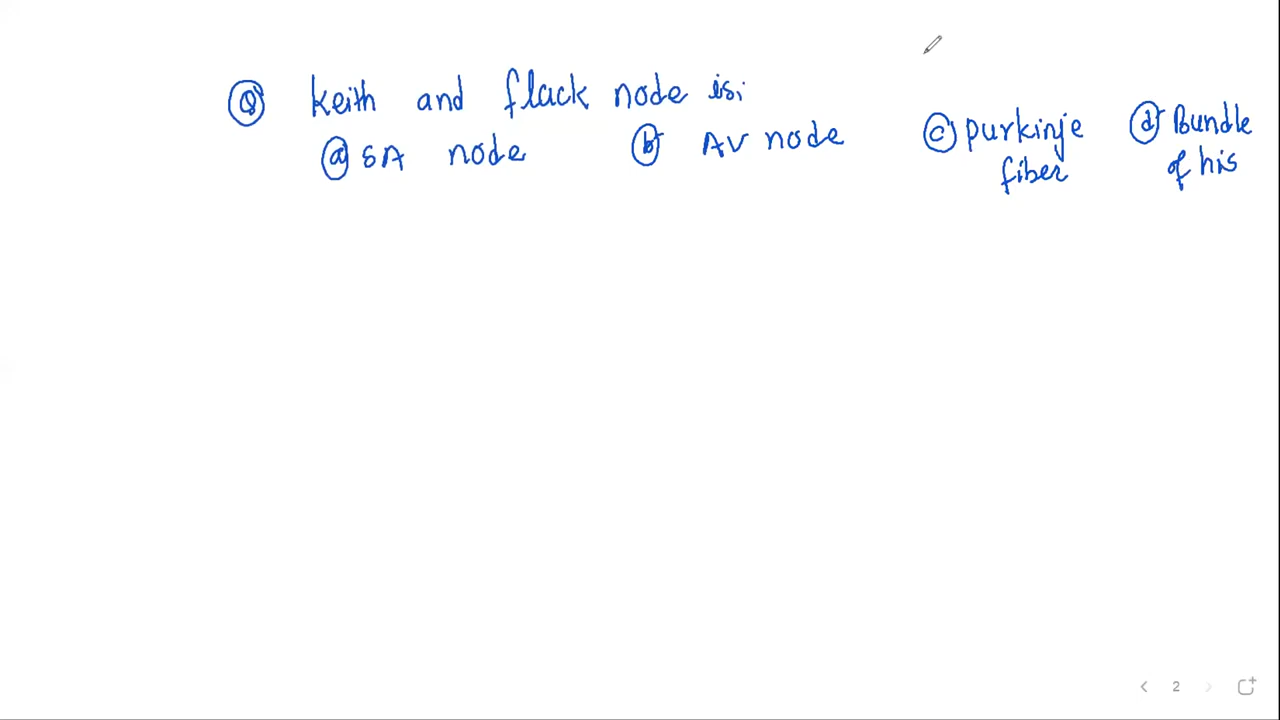 Q keith and flack node is:
a SA node b AV node c purkinje fiber d Bundle of his
2